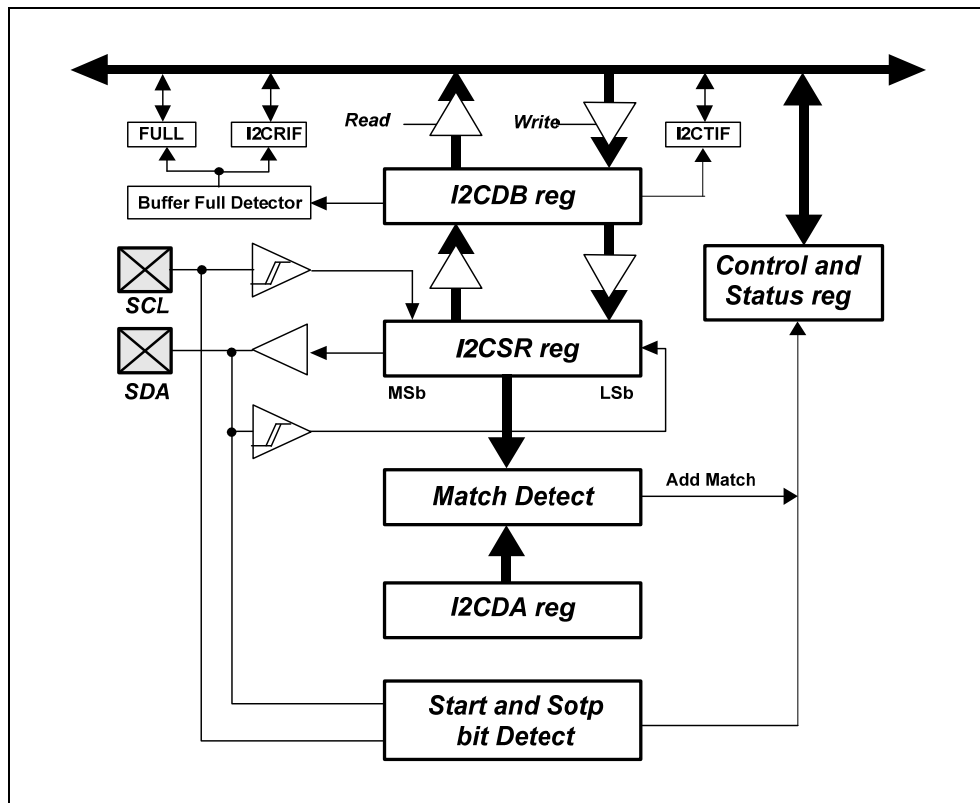 Read
Write
FULL
I2CRIF
I2CTIF
Buffer Full Detector
I2CDB reg
Control and
Status reg
SCL
SDA
I2CSR reg
MSb
LSb
Match Detect
Add Match
I2CDA reg
Start and Sotp
bit Detect